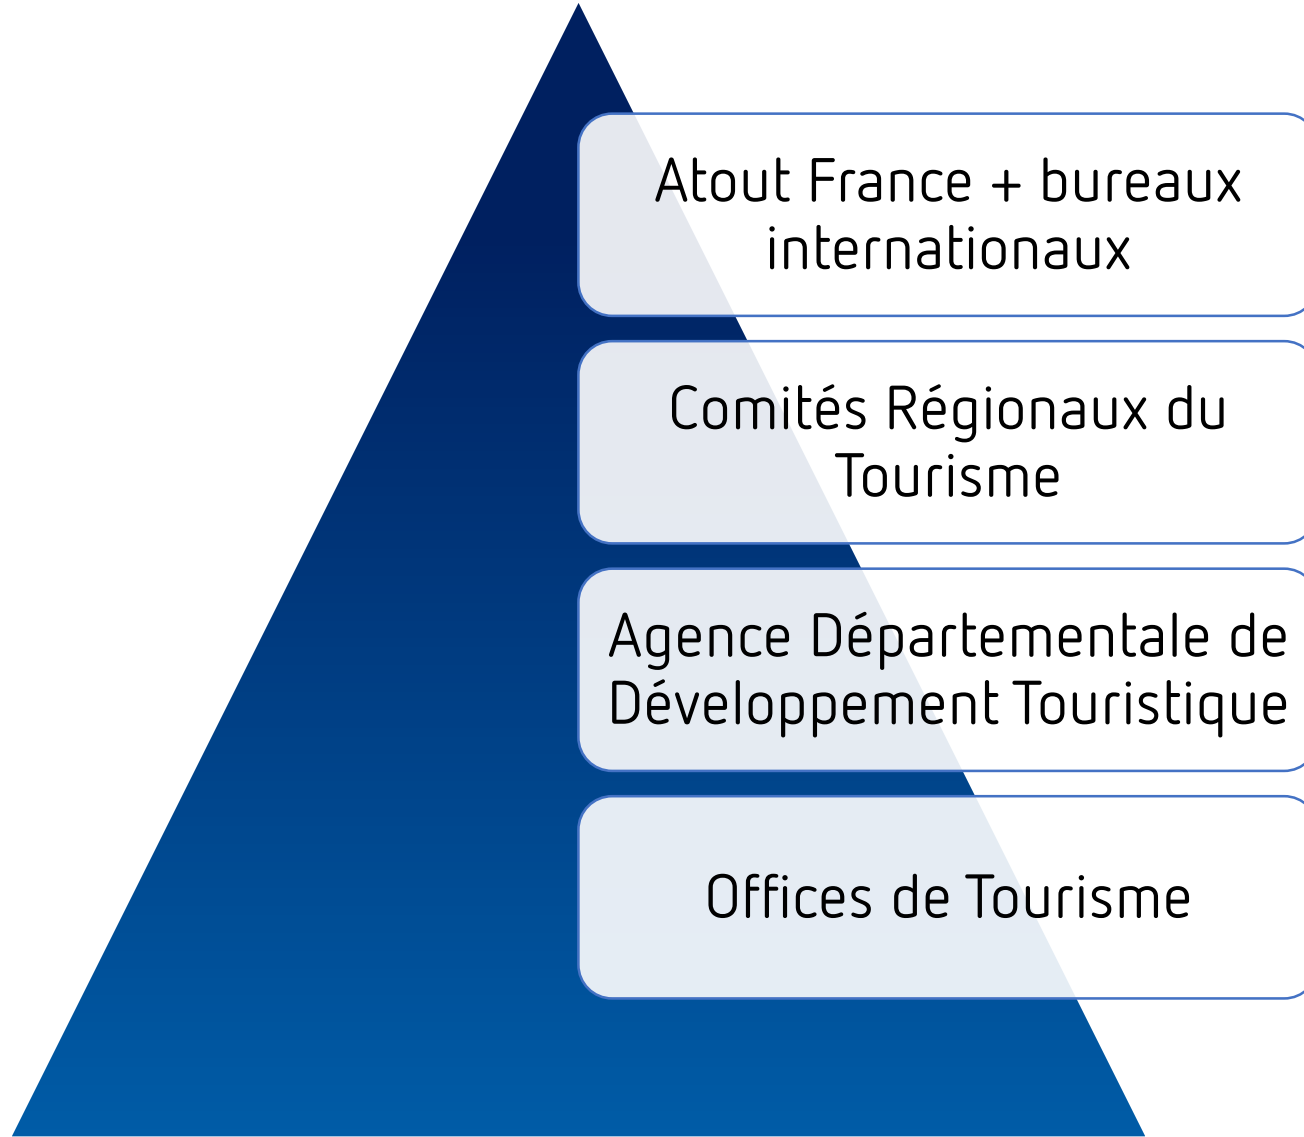 Atout France + bureaux
internationaux
Comités Régionaux du
Tourisme
Agence Départementale de
Développement Touristique
Offices de Tourisme